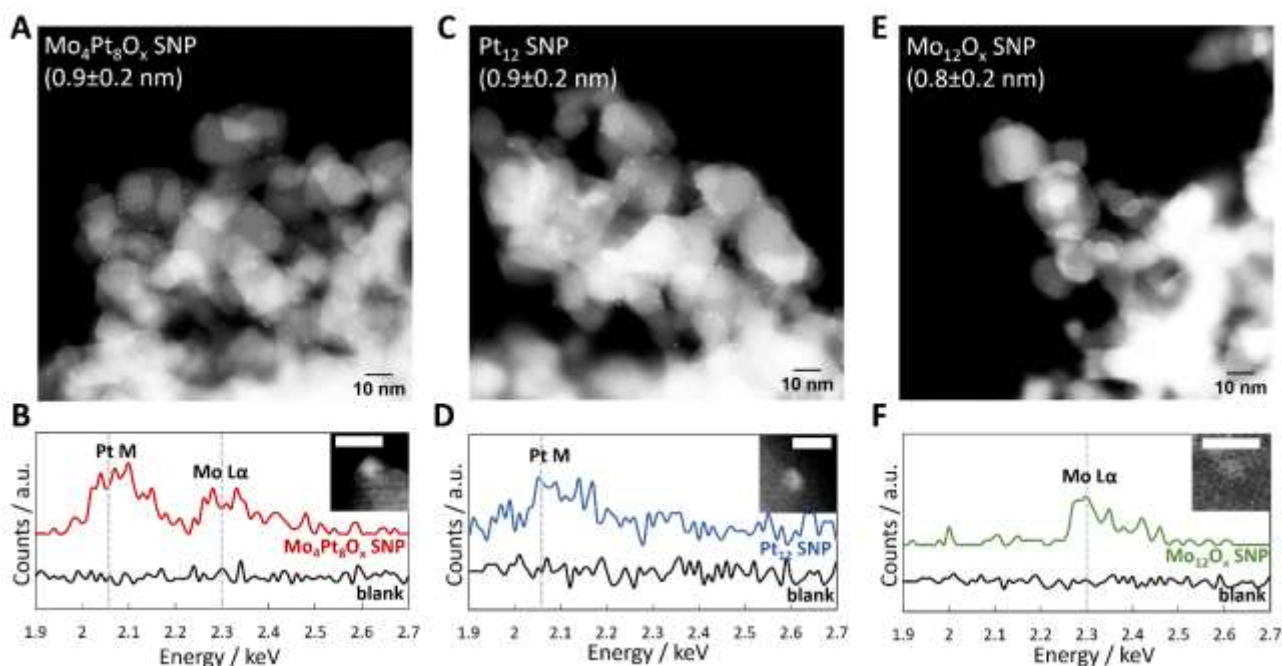 A
Mo₄Pt₈Oₓ SNP
(0.9±0.2 nm)
10 nm
C
Pt₁₂ SNP
(0.9±0.2 nm)
10 nm
E
Mo₁₂Oₓ SNP
(0.8±0.2 nm)
10 nm
B
Counts / a.u.
Pt M
Mo Lα
Mo₄Pt₈Oₓ SNP
blank
1.9 2 2.1 2.2 2.3 2.4 2.5 2.6 2.7
Energy / keV
D
Counts / a.u.
Pt M
Pt₁₂ SNP
blank
1.9 2 2.1 2.2 2.3 2.4 2.5 2.6 2.7
Energy / keV
F
Counts / a.u.
Mo Lα
Mo₁₂Oₓ SNP
blank
1.9 2 2.1 2.2 2.3 2.4 2.5 2.6 2.7
Energy / keV